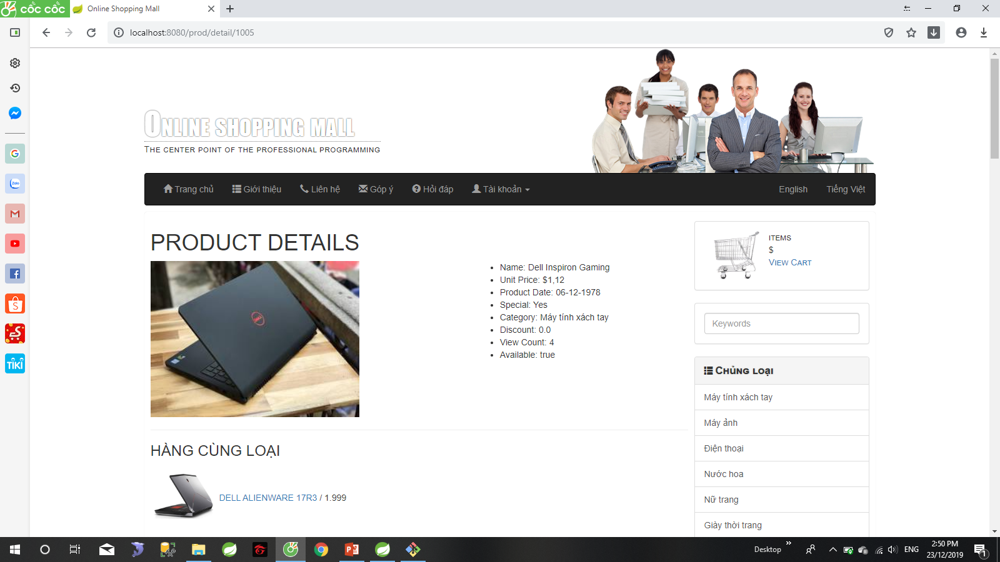 cốc cốc
Online Shopping Mall
localhost:8080/prod/detail/1005
Online shopping mall
The center point of the professional programming
Trang chủ
Giới thiệu
Liên hệ
Góp ý
Hỏi đáp
Tài khoản
English
Tiếng Việt
PRODUCT DETAILS
Name: Dell Inspiron Gaming
Unit Price: $1,12
Product Date: 06-12-1978
Special: Yes
Category: Máy tính xách tay
Discount: 0.0
View Count: 4
Available: true
HÀNG CÙNG LOẠI
DELL ALIENWARE 17R3 / 1.999
items
$
View Cart
Keywords
Chủng loại
Máy tính xách tay
Máy ảnh
Điện thoại
Nước hoa
Nữ trang
Giày thời trang
Zalo
TIKI
Desktop
ENG
2:50 PM
23/12/2019
1